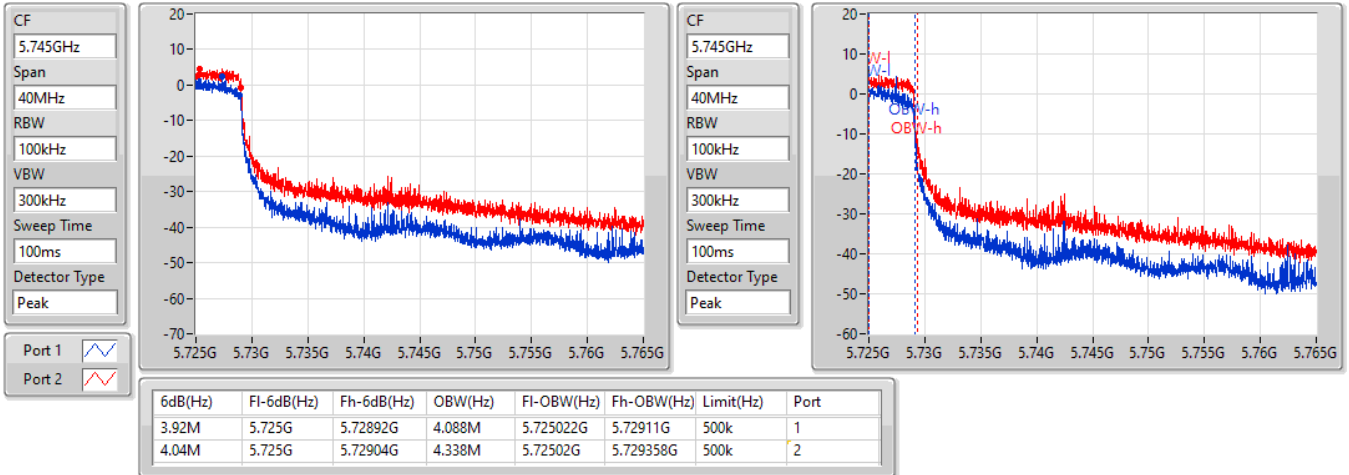 CF
5.745GHz
Span
40MHz
RBW
100kHz
VBW
300kHz
Sweep Time
100ms
Detector Type
Peak
Port 1
Port 2
20
10
0
-10
-20
-30
-40
-50
-60
-70
5.725G 5.73G 5.735G 5.74G 5.745G 5.75G 5.755G 5.76G 5.765G
CF
5.745GHz
Span
40MHz
RBW
100kHz
VBW
300kHz
Sweep Time
100ms
Detector Type
Peak
20
10
0
-10
-20
-30
-40
-50
-60
W-l
W-l
OBW-h
OBW-h
5.725G 5.73G 5.735G 5.74G 5.745G 5.75G 5.755G 5.76G 5.765G
6dB(Hz) Fl-6dB(Hz) Fh-6dB(Hz) OBW(Hz) Fl-OBW(Hz) Fh-OBW(Hz) Limit(Hz) Port
3.92M 5.725G 5.72892G 4.088M 5.725022G 5.72911G 500k 1
4.04M 5.725G 5.72904G 4.338M 5.72502G 5.729358G 500k 2